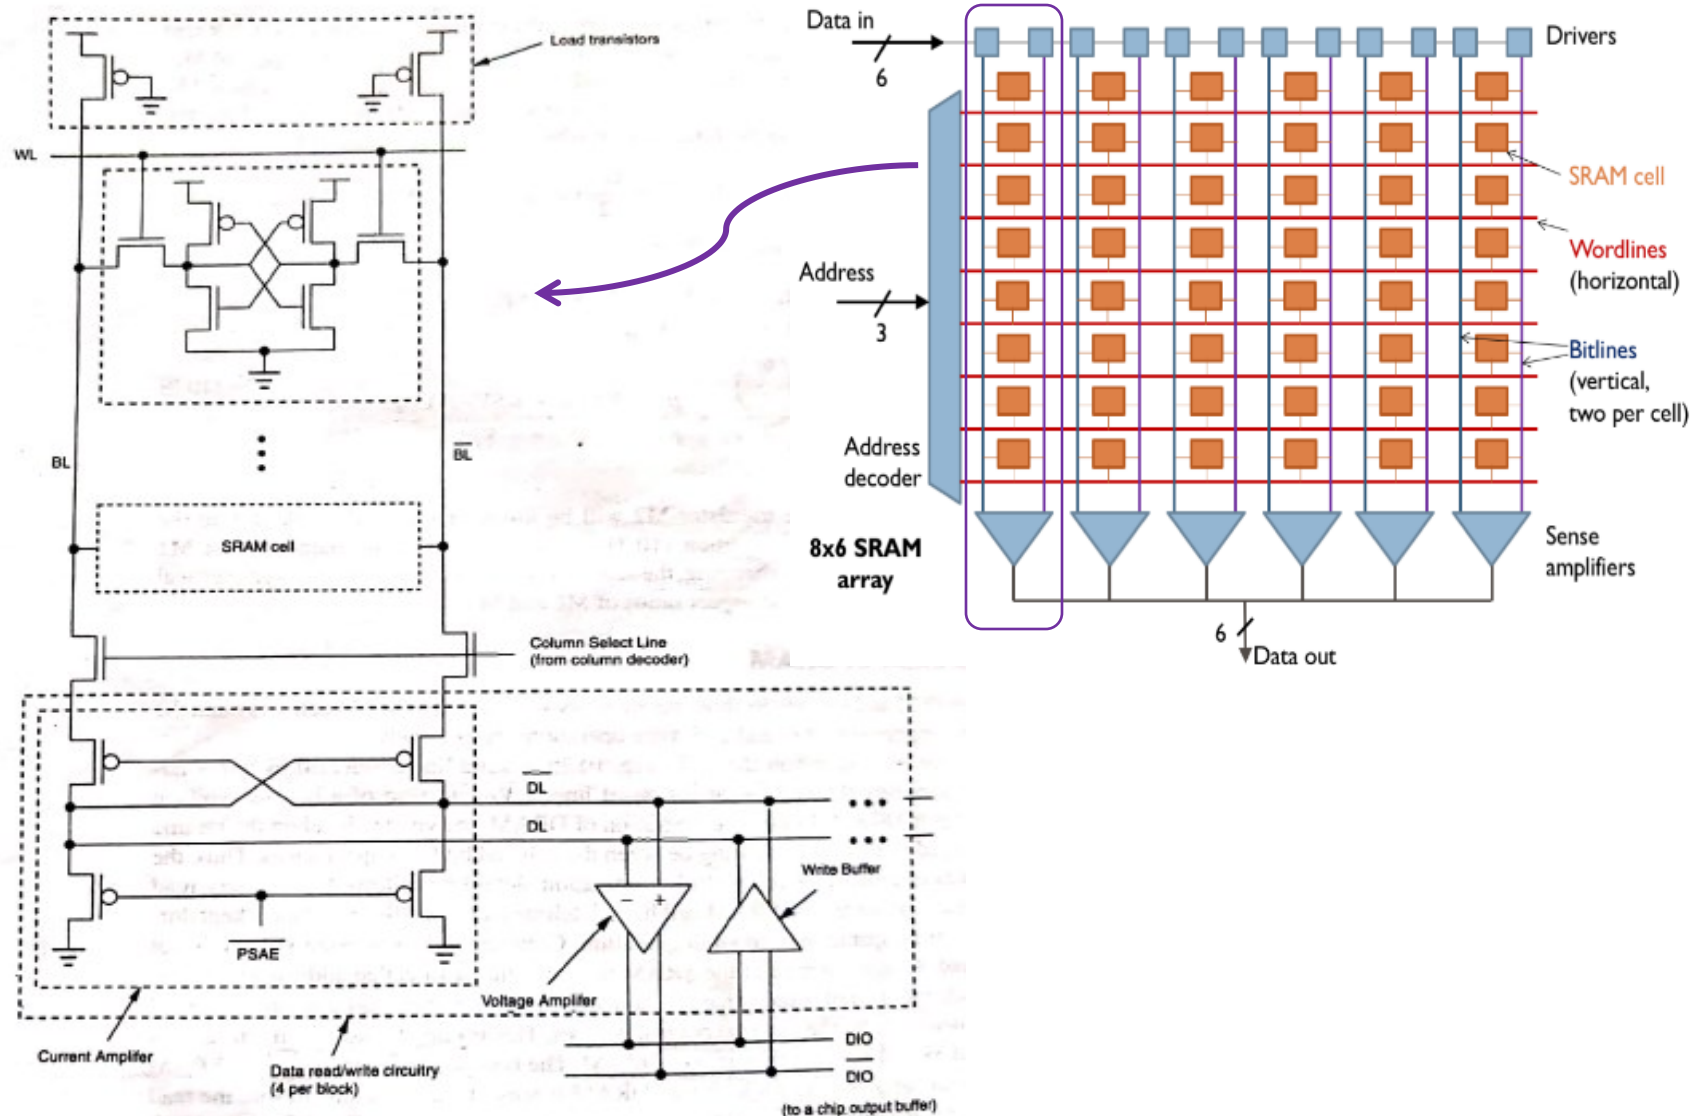 Load transistors
WL
BL
BL
SRAM cell
Column Select Line
(from column decoder)
DL
DL
Write Buffer
PSAE
Voltage Amplifer
Current Amplifer
Data read/write circuitry
(4 per block)
DIO
DIO
(to a chip output buffer)
Data in
6
Drivers
SRAM cell
Wordlines
(horizontal)
Address
3
Bitlines
(vertical,
two per cell)
Address
decoder
8x6 SRAM
array
Sense
amplifiers
6
Data out